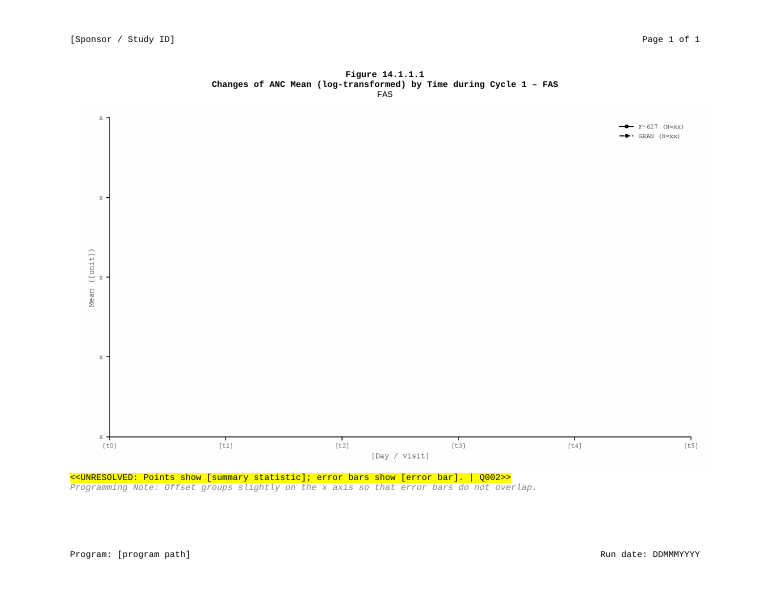 [Sponsor / Study ID]
Page 1 of 1
Figure 14.1.1.1
Changes of ANC Mean (log-transformed) by Time during Cycle 1 – FAS
FAS
F-627 (N=xx)
GRAN (N=xx)
x
x
x
x
x
Mean ([unit])
[t0]
[t1]
[t2]
[t3]
[t4]
[t5]
[Day / visit]
<<UNRESOLVED: Points show [summary statistic]; error bars show [error bar]. | Q002>>
Programming Note: Offset groups slightly on the x axis so that error bars do not overlap.
Program: [program path]
Run date: DDMMMYYYY